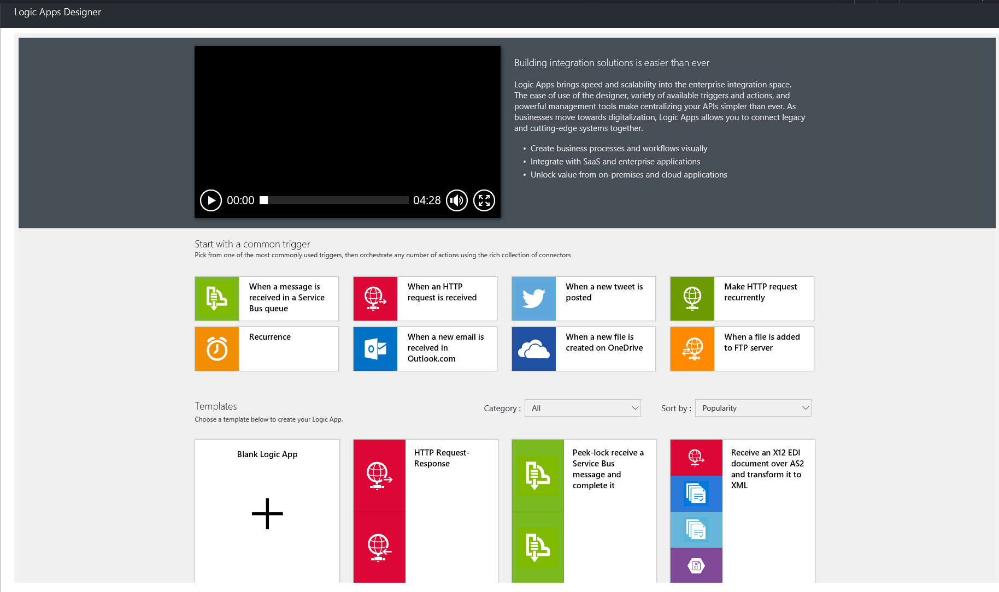 Logic Apps Designer
Building integration solutions is easier than ever
Logic Apps brings speed and scalability into the enterprise integration space.
The ease of use of the designer, variety of available triggers and actions, and
powerful management tools make centralizing your APIs simpler than ever. As
businesses move towards digitalization, Logic Apps allows you to connect legacy
and cutting-edge systems together.
• Create business processes and workflows visually
• Integrate with SaaS and enterprise applications
• Unlock value from on-premises and cloud applications
00:00
04:28
Start with a common trigger
Pick from one of the most commonly used triggers, then orchestrate any number of actions using the rich collection of connectors
When a message is
received in a Service
Bus queue
When an HTTP
request is received
When a new tweet is
posted
Make HTTP request
recurrently
Recurrence
When a new email is
received in
Outlook.com
When a new file is
created on OneDrive
When a file is added
to FTP server
Templates
Choose a template below to create your Logic App.
Category :
All
Sort by :
Popularity
Blank Logic App
HTTP Request-
Response
Peek-lock receive a
Service Bus
message and
complete it
Receive an X12 EDI
document over AS2
and transform it to
XML
10
01